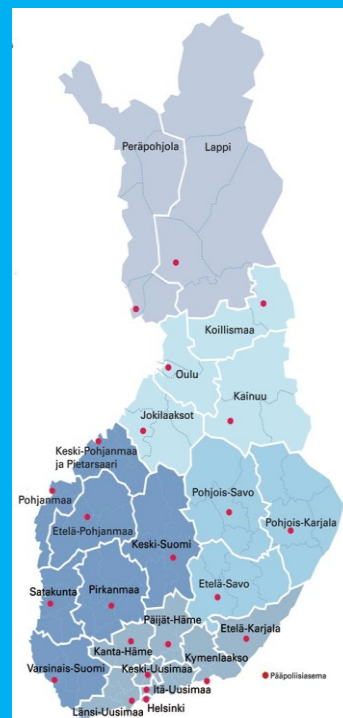 Peräpohjola
Lappi
Koillismaa
Oulu
Kainuu
Jokilaaksot
Keski-Pohjanmaa
ja Pietarsaari
Pohjanmaa
Pohjois-Savo
Pohjois-Karjala
Etelä-Pohjanmaa
Keski-Suomi
Etelä-Savo
Satakunta
Pirkanmaa
Päijät-Häme
Etelä-Karjala
Kanta-Häme
Kymenlaakso
Varsinais-Suomi
Keski-Uusimaa
Pääpoliisiasema
Itä-Uusimaa
Helsinki
Länsi-Uusimaa